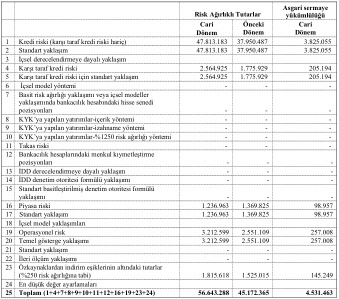 Risk Ağırlıklı Tutarlar Asgari sermaye yükümlülüğü
Cari Dönem Önceki Dönem Cari Dönem
1 Kredi riski (karşı taraf kredi riski hariç) 47.813.183 37.950.487 3.825.055
2 Standart yaklaşım 47.813.183 37.950.487 3.825.055
3 İçsel derecelendirmeye dayalı yaklaşım - - -
4 Karşı taraf kredi riski 2.564.925 1.775.929 205.194
5 Karşı taraf kredi riski için standart yaklaşım 2.564.925 1.775.929 205.194
6 İçsel model yöntemi - - -
7 Basit risk ağırlığı yaklaşımı veya içsel modeller
yaklaşımında bankacılık hesabındaki hisse senedi
pozisyonları - - -
8 KYK'ya yapılan yatırımlar-içerik yöntemi - - -
9 KYK'ya yapılan yatırımlar-izahname yöntemi - - -
10 KYK'ya yapılan yatırımlar-%1250 risk ağırlığı yöntemi - - -
11 Takas riski - - -
12 Bankacılık hesaplarındaki menkul kıymetleştirme
pozisyonları - - -
13 İDD derecelendirmeye dayalı yaklaşım - - -
14 İDD denetim otoritesi formülü yaklaşımı - - -
15 Standart basitleştirilmiş denetim otoritesi formülü
yaklaşımı - - -
16 Piyasa riski 1.236.963 1.369.825 98.957
17 Standart yaklaşım 1.236.963 1.369.825 98.957
18 İçsel model yaklaşımları - - -
19 Operasyonel risk 3.212.599 2.551.109 257.008
20 Temel gösterge yaklaşımı 3.212.599 2.551.109 257.008
21 Standart yaklaşım - - -
22 İleri ölçüm yaklaşımı - - -
23 Özkaynaklardan indirim eşiklerinin altındaki tutarlar
(%250 risk ağırlığına tabi) 1.815.618 1.525.015 145.249
24 En düşük değer ayarlamaları - - -
25 Toplam (1+4+7+8+9+10+11+12+16+19+23+24) 56.643.288 45.172.365 4.531.463